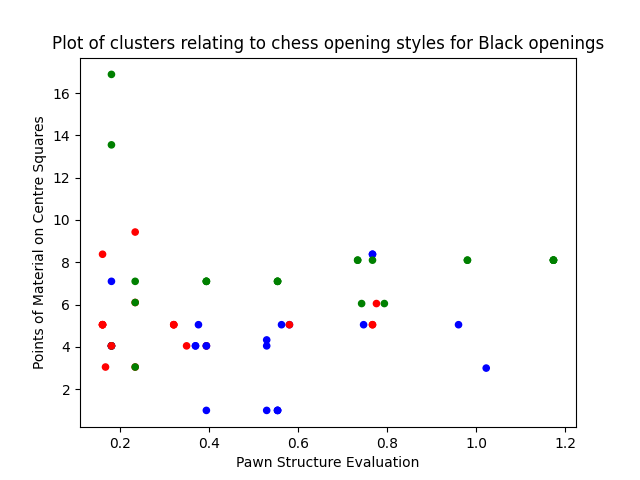 Plot of clusters relating to chess opening styles for Black openings
16
14
12
10
8
6
4
2
Points of Material on Centre Squares
0.2 0.4 0.6 0.8 1.0 1.2
Pawn Structure Evaluation